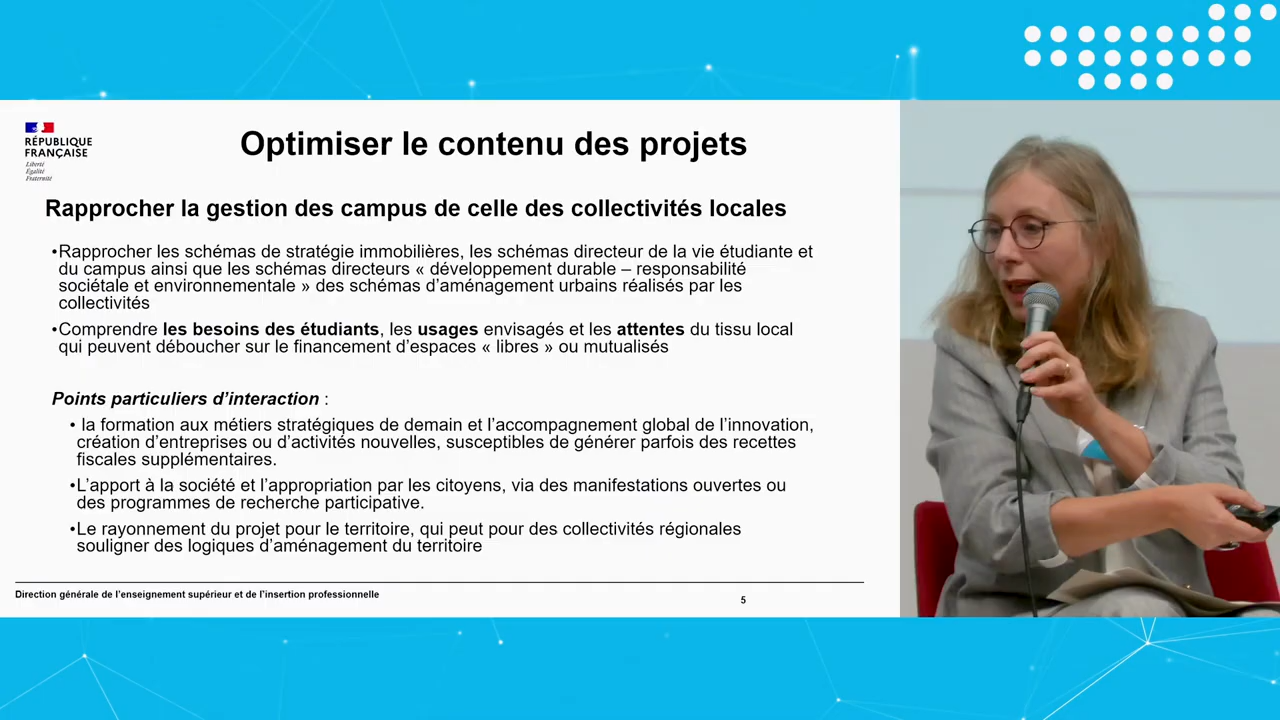 RÉPUBLIQUE
FRANÇAISE
Liberté
Égalité
Fraternité
Optimiser le contenu des projets
Rapprocher la gestion des campus de celle des collectivités locales
•Rapprocher les schémas de stratégie immobilières, les schémas directeur de la vie étudiante et
du campus ainsi que les schémas directeurs « développement durable – responsabilité
sociétale et environnementale » des schémas d’aménagement urbains réalisés par les
collectivités
•Comprendre les besoins des étudiants, les usages envisagés et les attentes du tissu local
qui peuvent déboucher sur le financement d’espaces « libres » ou mutualisés
Points particuliers d’interaction :
• la formation aux métiers stratégiques de demain et l’accompagnement global de l’innovation,
création d’entreprises ou d’activités nouvelles, susceptibles de générer parfois des recettes
fiscales supplémentaires.
•L’apport à la société et l’appropriation par les citoyens, via des manifestations ouvertes ou
des programmes de recherche participative.
•Le rayonnement du projet pour le territoire, qui peut pour des collectivités régionales
souligner des logiques d’aménagement du territoire
Direction générale de l’enseignement supérieur et de l’insertion professionnelle
5